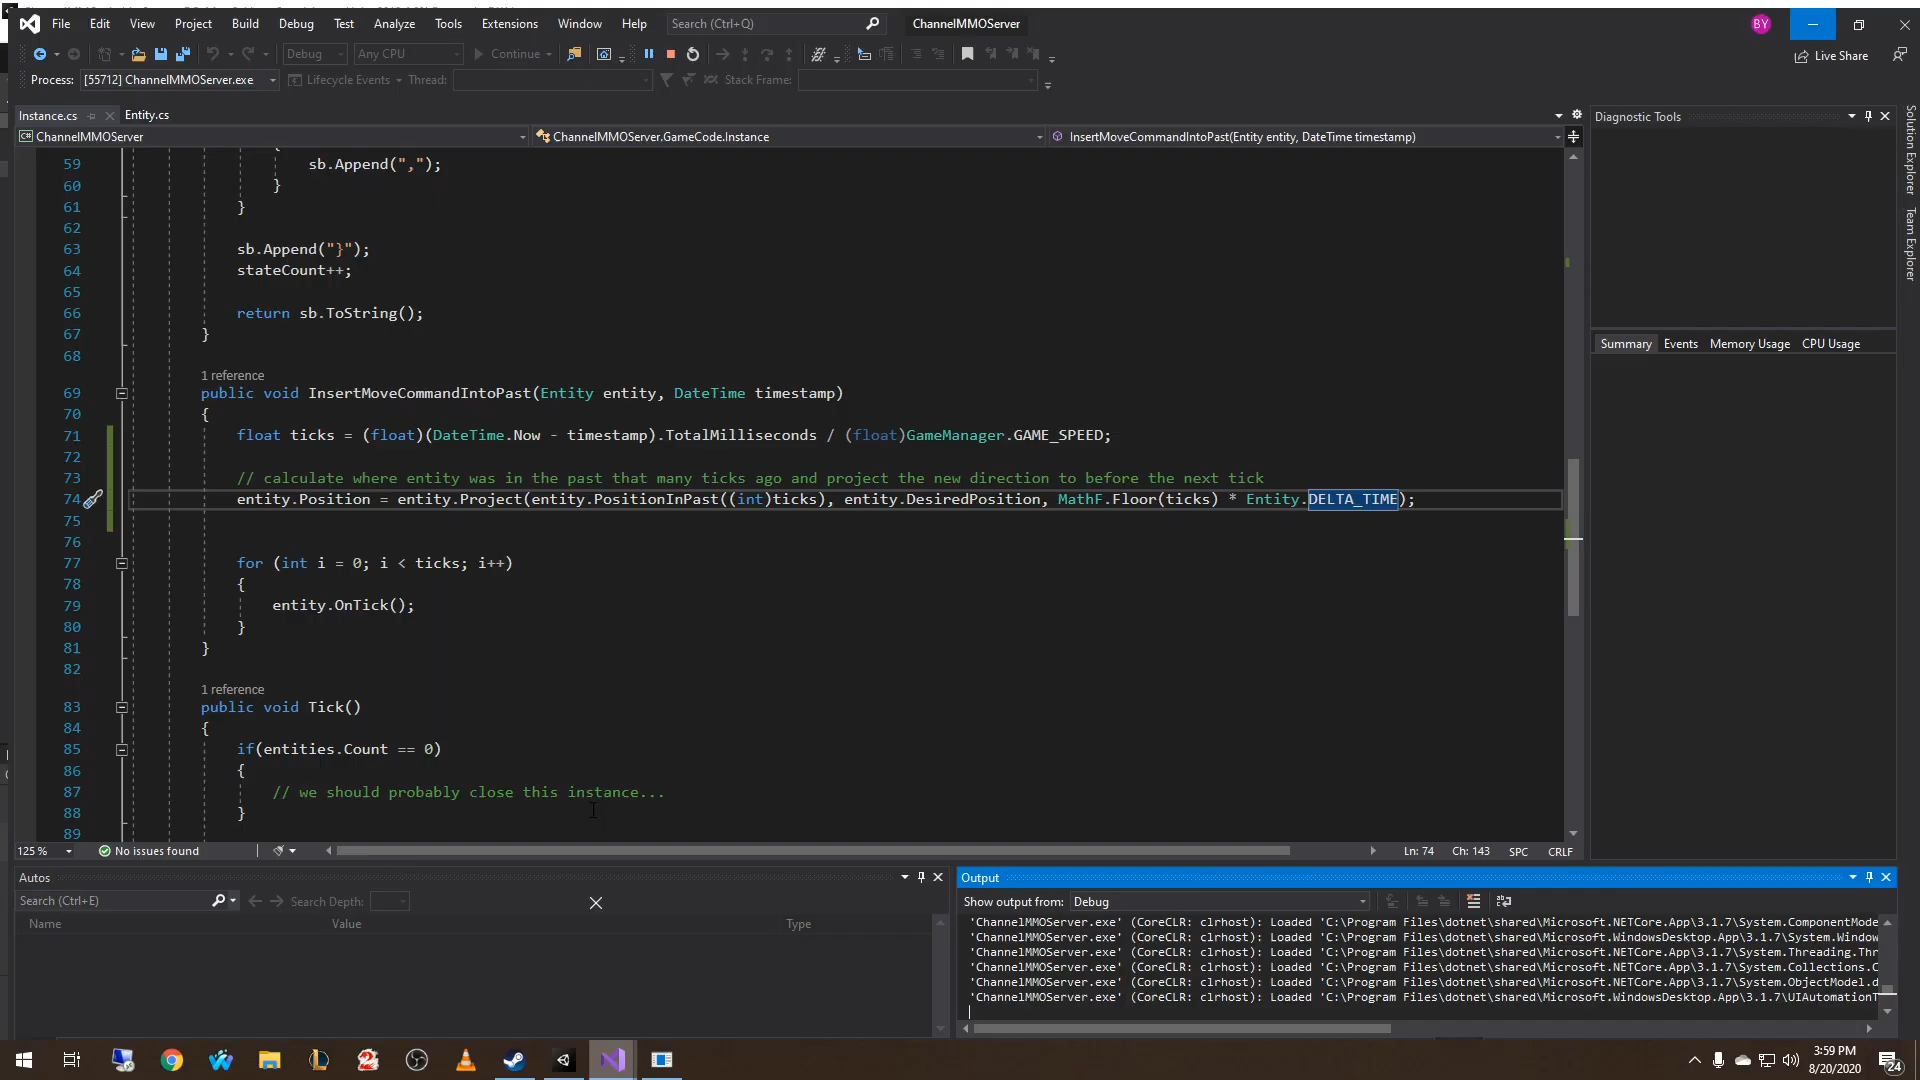 File Edit View Project Build Debug Test Analyze Tools Extensions Window Help Search (Ctrl+Q) ChannelMMOServer BY
Debug Any CPU Continue Live Share
Process: [55712] ChannelMMOServer.exe Lifecycle Events Thread: Stack Frame:
Instance.cs Entity.cs
ChannelMMOServer ChannelMMOServer.GameCode.Instance InsertMoveCommandIntoPast(Entity entity, DateTime timestamp)
{
59 sb.Append(",");
60 }
61 }
62
63 sb.Append("}");
64 stateCount++;
65
66 return sb.ToString();
67 }
68
1 reference
69 public void InsertMoveCommandIntoPast(Entity entity, DateTime timestamp)
70 {
71 float ticks = (float)(DateTime.Now - timestamp).TotalMilliseconds / (float)GameManager.GAME_SPEED;
72
73 // calculate where entity was in the past that many ticks ago and project the new direction to before the next tick
74 entity.Position = entity.Project(entity.PositionInPast((int)ticks), entity.DesiredPosition, MathF.Floor(ticks) * Entity.DELTA_TIME);
75
76
77 for (int i = 0; i < ticks; i++)
78 {
79 entity.OnTick();
80 }
81 }
82
1 reference
83 public void Tick()
84 {
85 if(entities.Count == 0)
86 {
87 // we should probably close this instance...
88 }
89
125 % No issues found Ln: 74 Ch: 143 SPC CRLF
Diagnostic Tools
Summary Events Memory Usage CPU Usage
Solution Explorer
Team Explorer
Autos
Search (Ctrl+E) Search Depth:
Name Value Type
Output
Show output from: Debug
'ChannelMMOServer.exe' (CoreCLR: clrhost): Loaded 'C:\Program Files\dotnet\shared\Microsoft.NETCore.App\3.1.7\System.ComponentMode
'ChannelMMOServer.exe' (CoreCLR: clrhost): Loaded 'C:\Program Files\dotnet\shared\Microsoft.WindowsDesktop.App\3.1.7\System.Window
'ChannelMMOServer.exe' (CoreCLR: clrhost): Loaded 'C:\Program Files\dotnet\shared\Microsoft.NETCore.App\3.1.7\System.Threading.Thr
'ChannelMMOServer.exe' (CoreCLR: clrhost): Loaded 'C:\Program Files\dotnet\shared\Microsoft.NETCore.App\3.1.7\System.Collections.C
'ChannelMMOServer.exe' (CoreCLR: clrhost): Loaded 'C:\Program Files\dotnet\shared\Microsoft.NETCore.App\3.1.7\System.ObjectModel.d
'ChannelMMOServer.exe' (CoreCLR: clrhost): Loaded 'C:\Program Files\dotnet\shared\Microsoft.WindowsDesktop.App\3.1.7\UIAutomationT
3:59 PM
8/20/2020
24